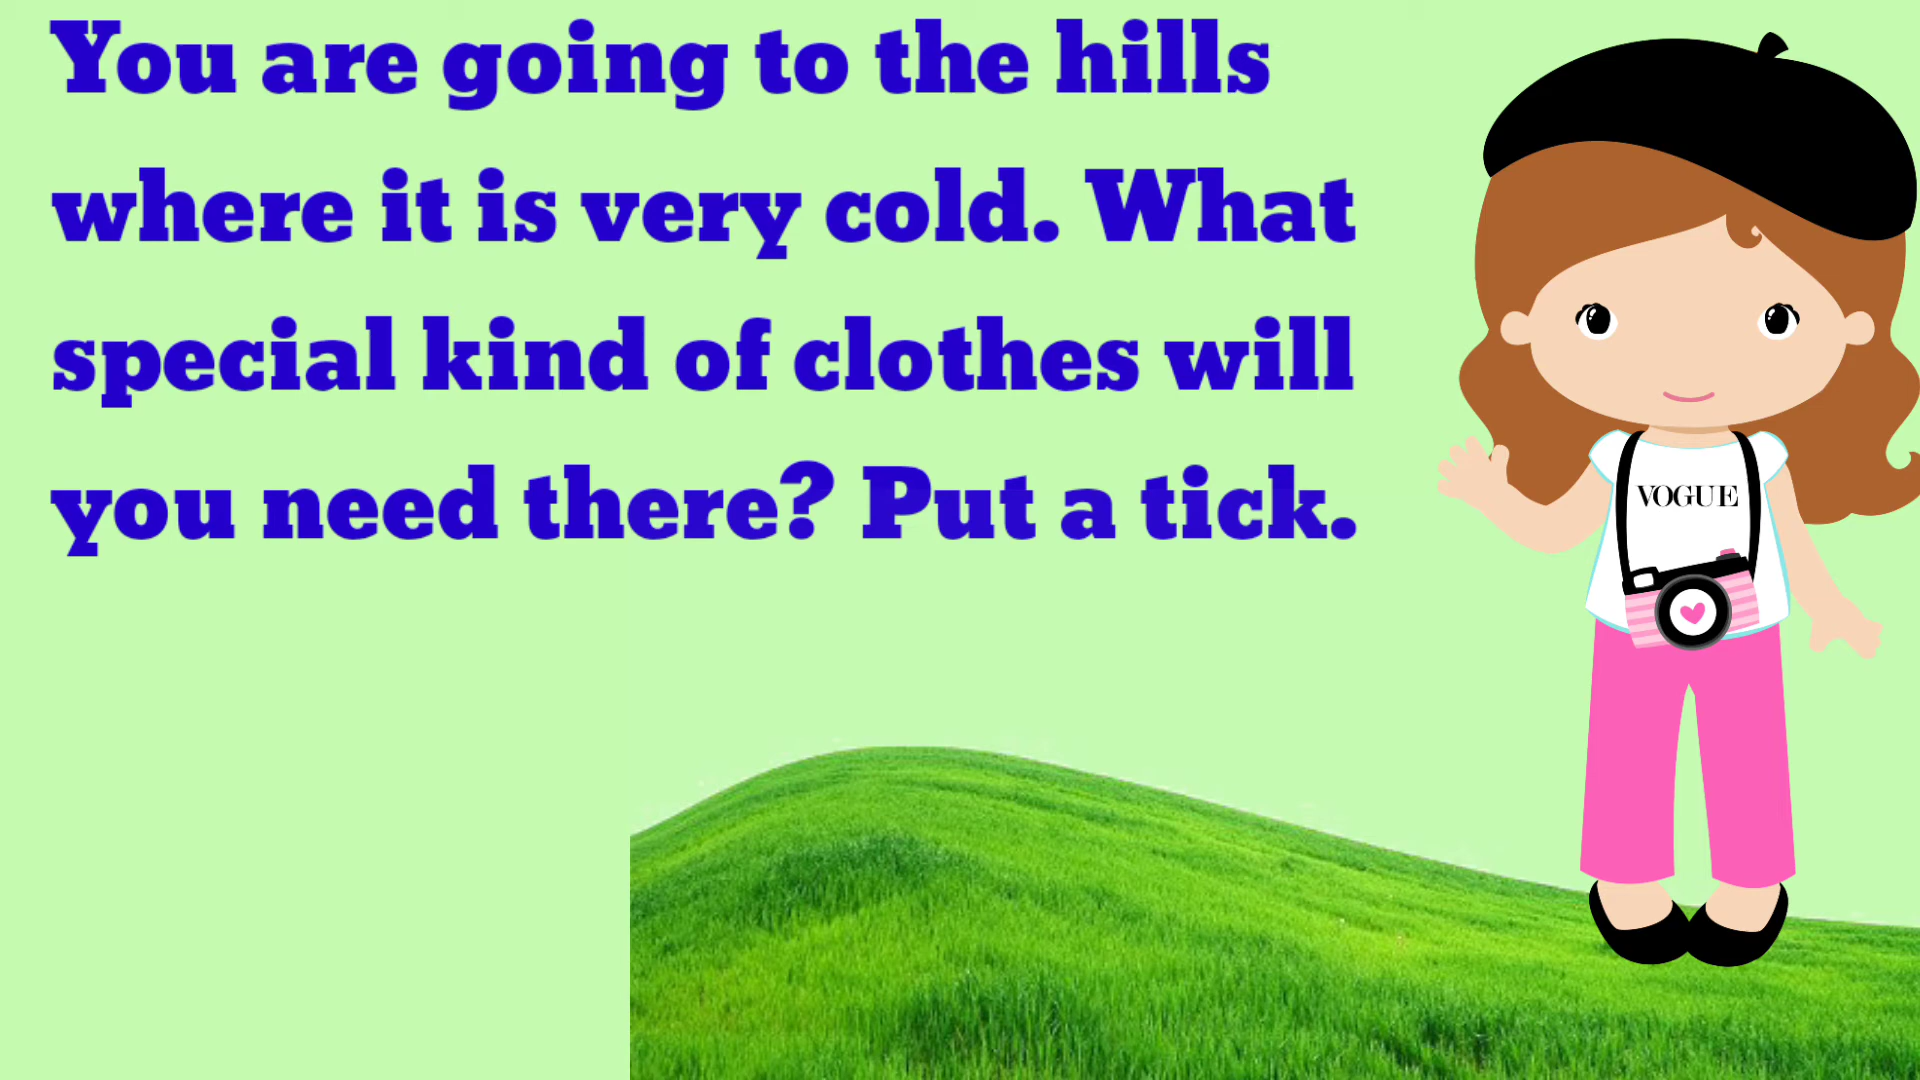 You are going to the hills
where it is very cold. What
special kind of clothes will
you need there? Put a tick.
VOGUE